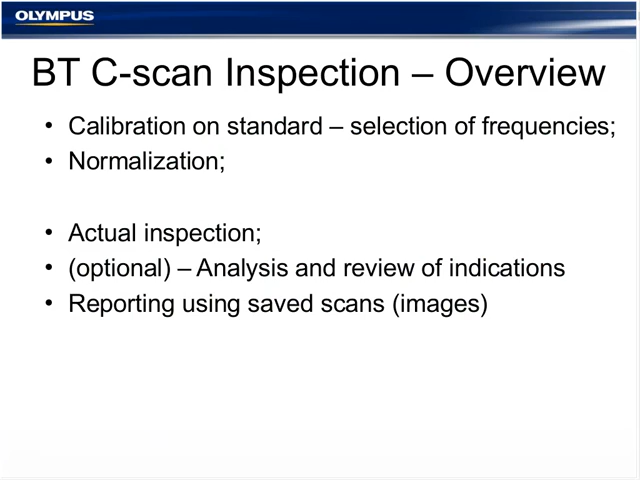 OLYMPUS
BT C-scan Inspection – Overview
• Calibration on standard – selection of frequencies;
• Normalization;
• Actual inspection;
• (optional) – Analysis and review of indications
• Reporting using saved scans (images)